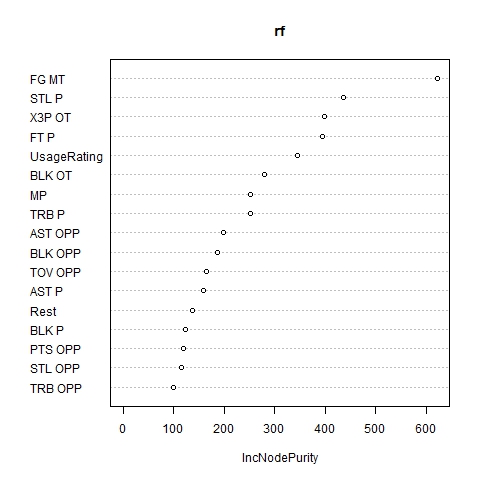 rf
FG MT
STL P
X3P OT
FT P
UsageRating
BLK OT
MP
TRB P
AST OPP
BLK OPP
TOV OPP
AST P
Rest
BLK P
PTS OPP
STL OPP
TRB OPP
0 100 200 300 400 500 600
IncNodePurity